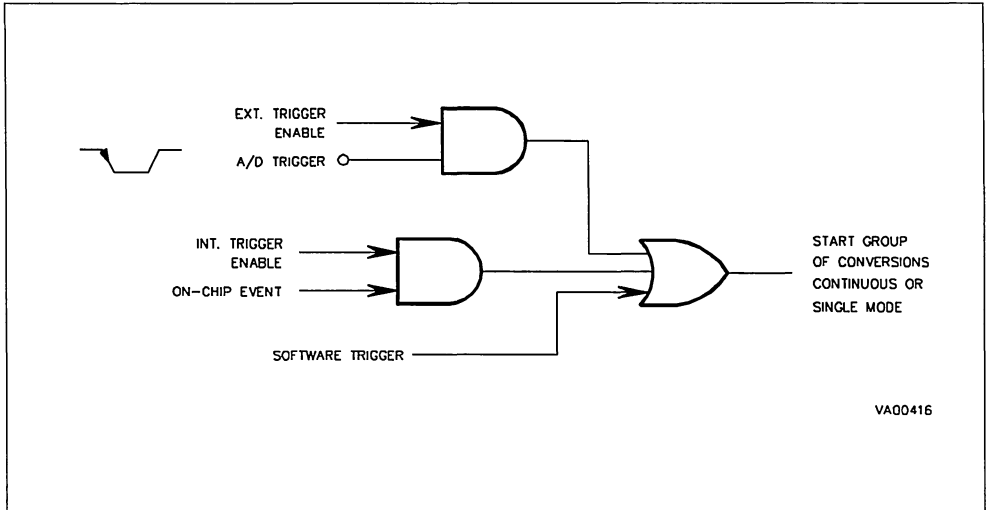 EXT. TRIGGER
ENABLE
A/D TRIGGER
INT. TRIGGER
ENABLE
ON-CHIP EVENT
SOFTWARE TRIGGER
START GROUP
OF CONVERSIONS
CONTINUOUS OR
SINGLE MODE
VA00416